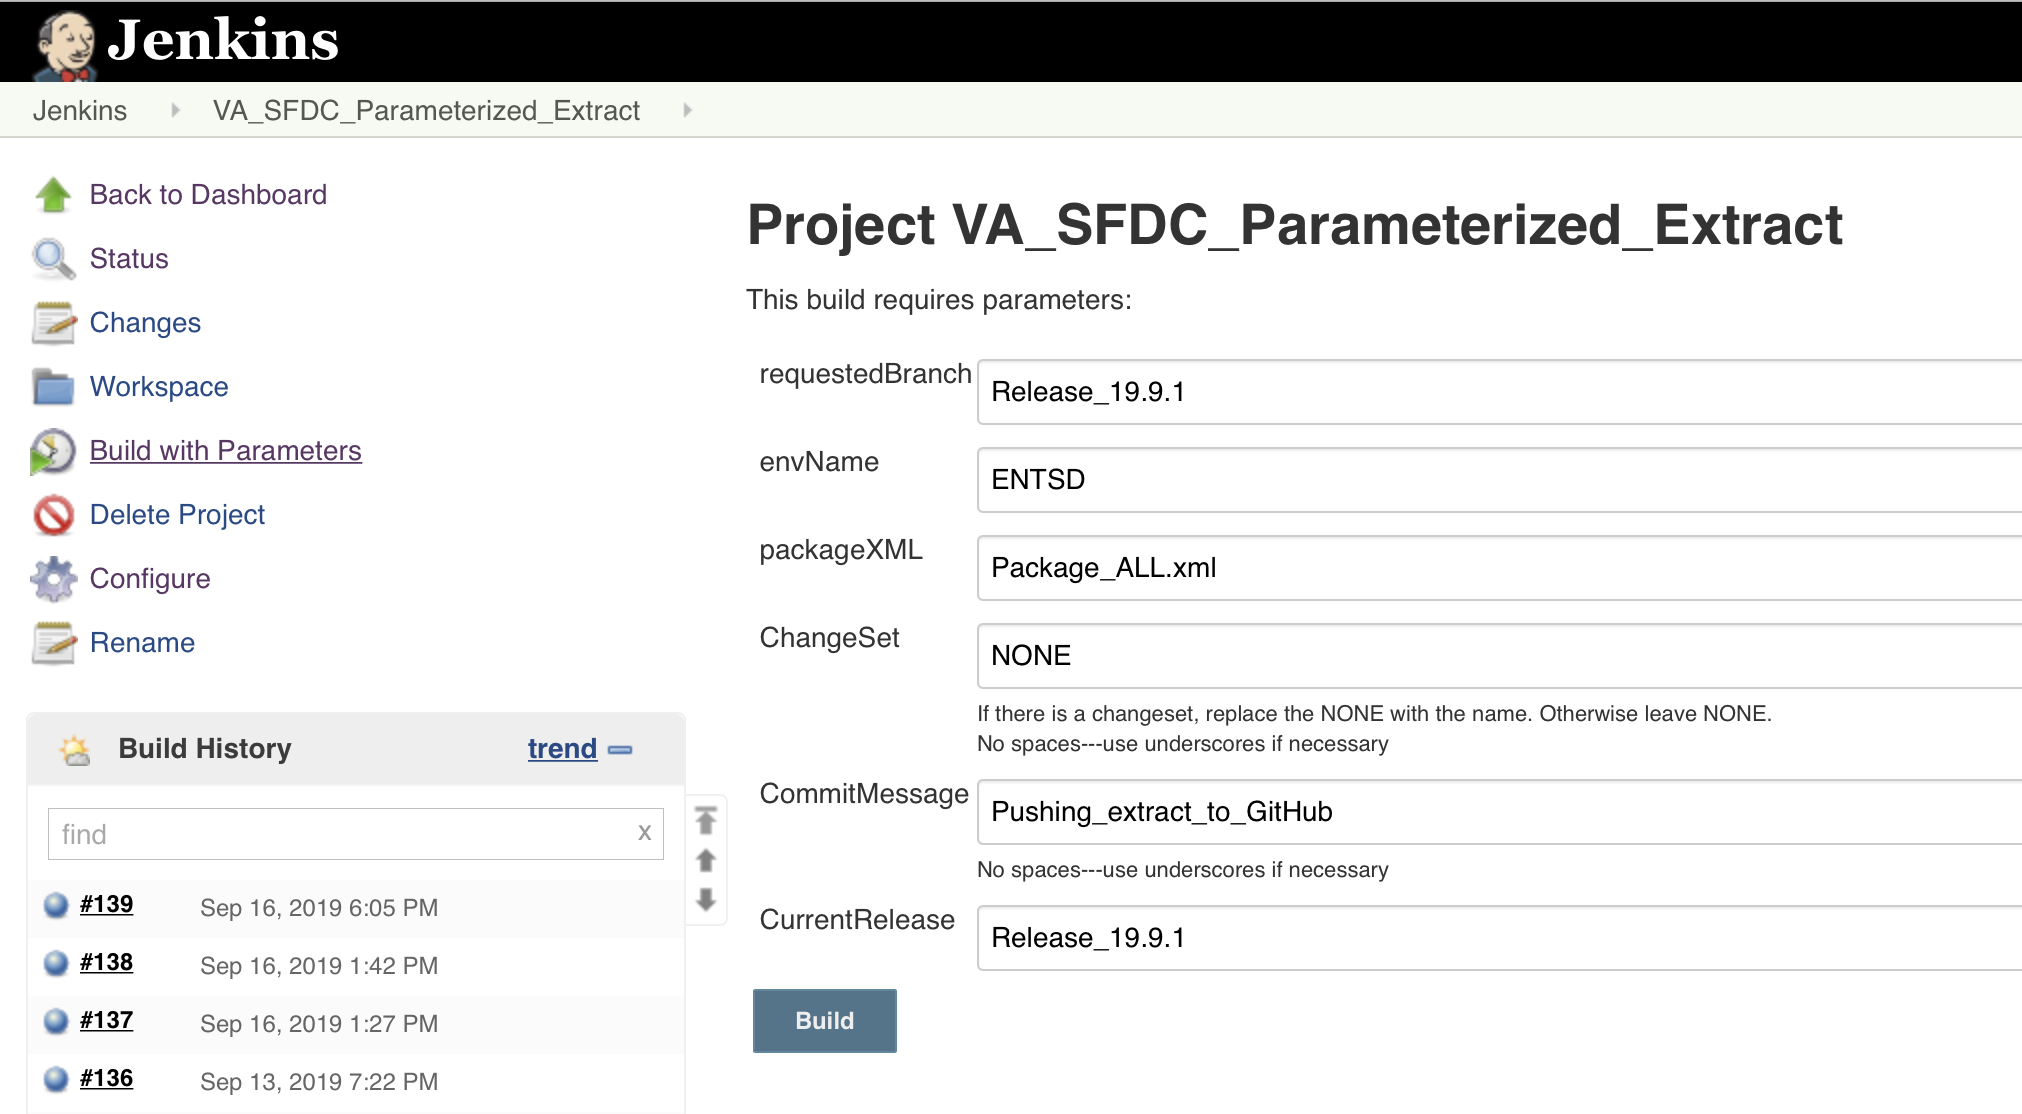 Jenkins
Jenkins VA_SFDC_Parameterized_Extract
Back to Dashboard
Status
Changes
Workspace
Build with Parameters
Delete Project
Configure
Rename
Build History trend
find x
#139 Sep 16, 2019 6:05 PM
#138 Sep 16, 2019 1:42 PM
#137 Sep 16, 2019 1:27 PM
#136 Sep 13, 2019 7:22 PM
Project VA_SFDC_Parameterized_Extract
This build requires parameters:
requestedBranch Release_19.9.1
envName ENTSD
packageXML Package_ALL.xml
ChangeSet NONE
If there is a changeset, replace the NONE with the name. Otherwise leave NONE.
No spaces---use underscores if necessary
CommitMessage Pushing_extract_to_GitHub
No spaces---use underscores if necessary
CurrentRelease Release_19.9.1
Build